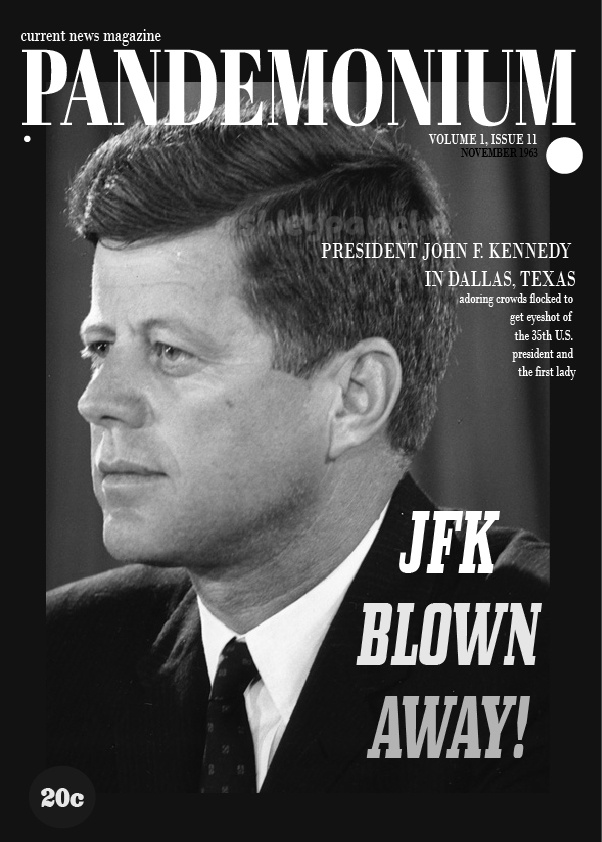 current news magazine
PANDEMONIUM
VOLUME 1, ISSUE 11
NOVEMBER 1963
PRESIDENT JOHN F. KENNEDY
IN DALLAS, TEXAS
adoring crowds flocked to
get eyeshot of
the 35th U.S.
president and
the first lady
JFK
BLOWN
AWAY!
20c